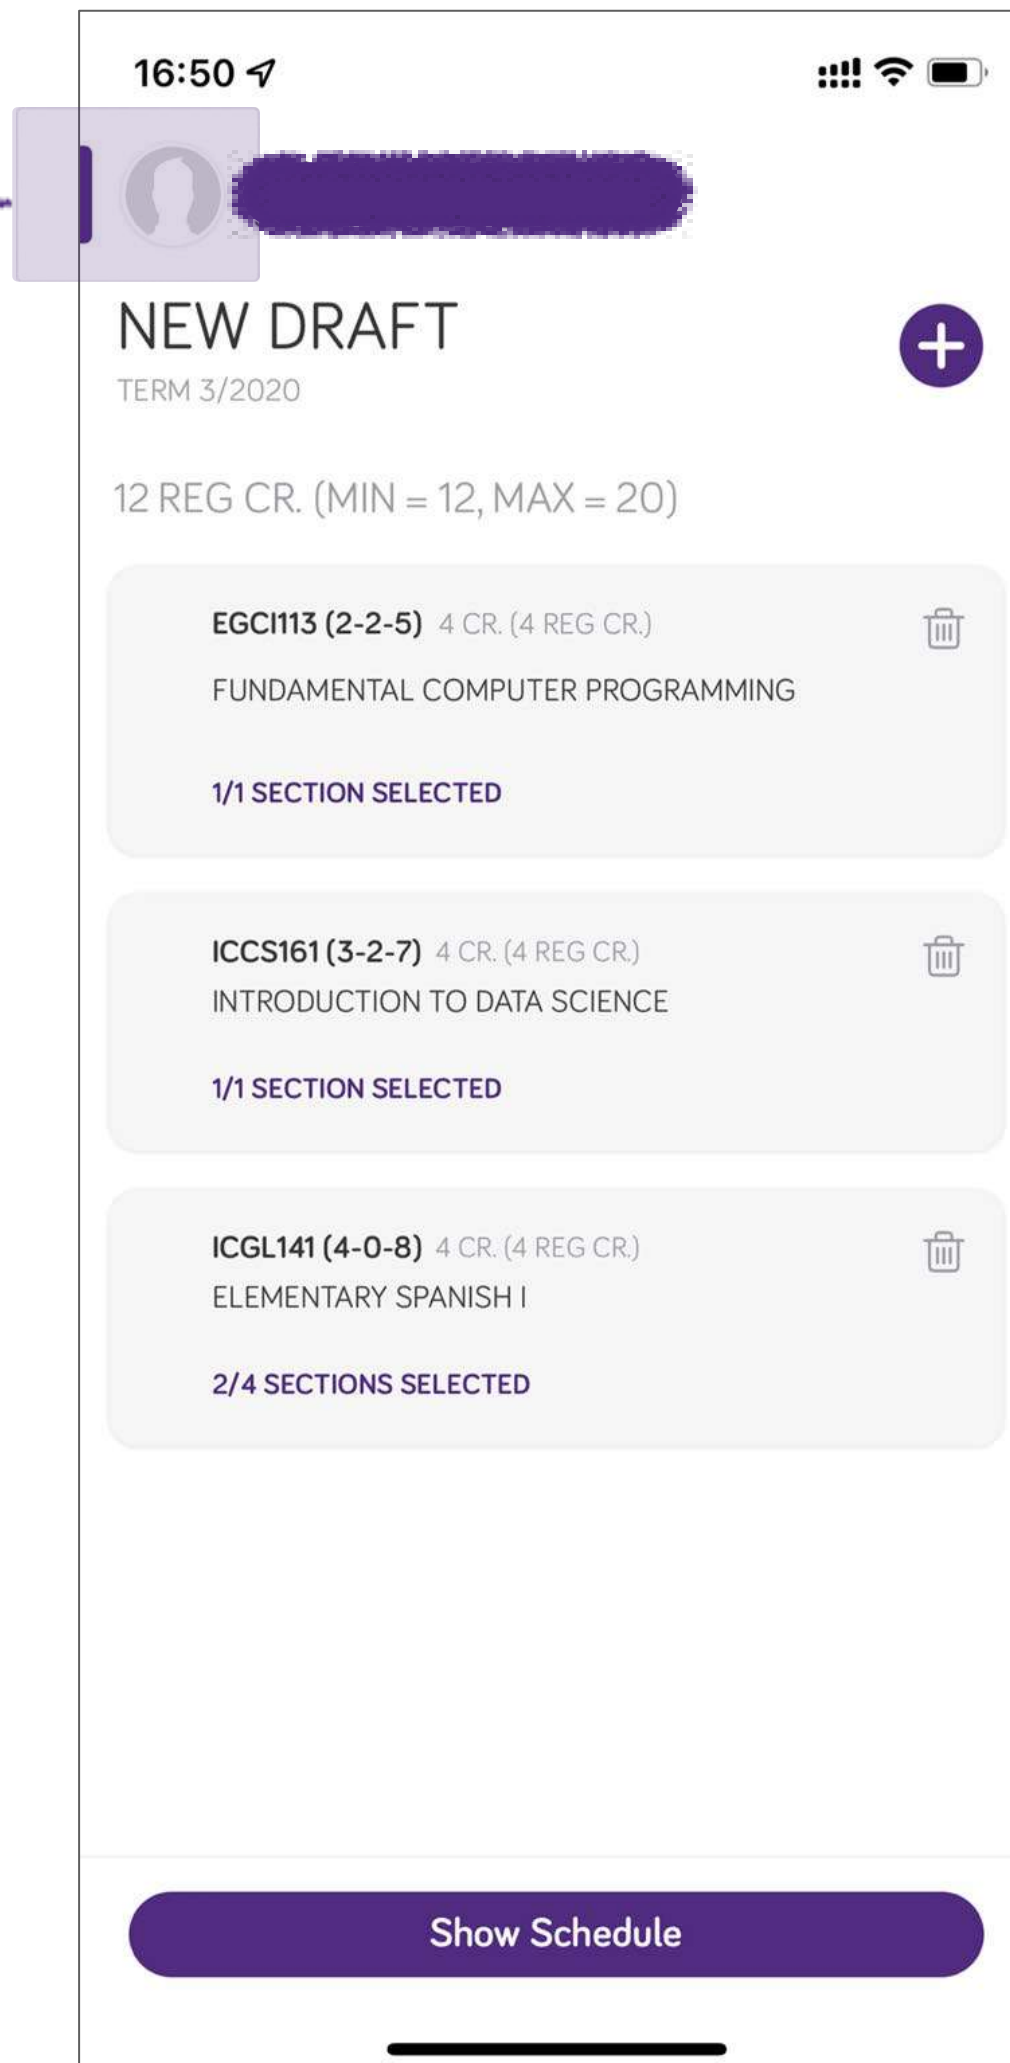 16:50
NEW DRAFT
TERM 3/2020
12 REG CR. (MIN = 12, MAX = 20)
EGCI113 (2-2-5) 4 CR. (4 REG CR.)
FUNDAMENTAL COMPUTER PROGRAMMING
1/1 SECTION SELECTED
ICCS161 (3-2-7) 4 CR. (4 REG CR.)
INTRODUCTION TO DATA SCIENCE
1/1 SECTION SELECTED
ICGL141 (4-0-8) 4 CR. (4 REG CR.)
ELEMENTARY SPANISH I
2/4 SECTIONS SELECTED
Show Schedule